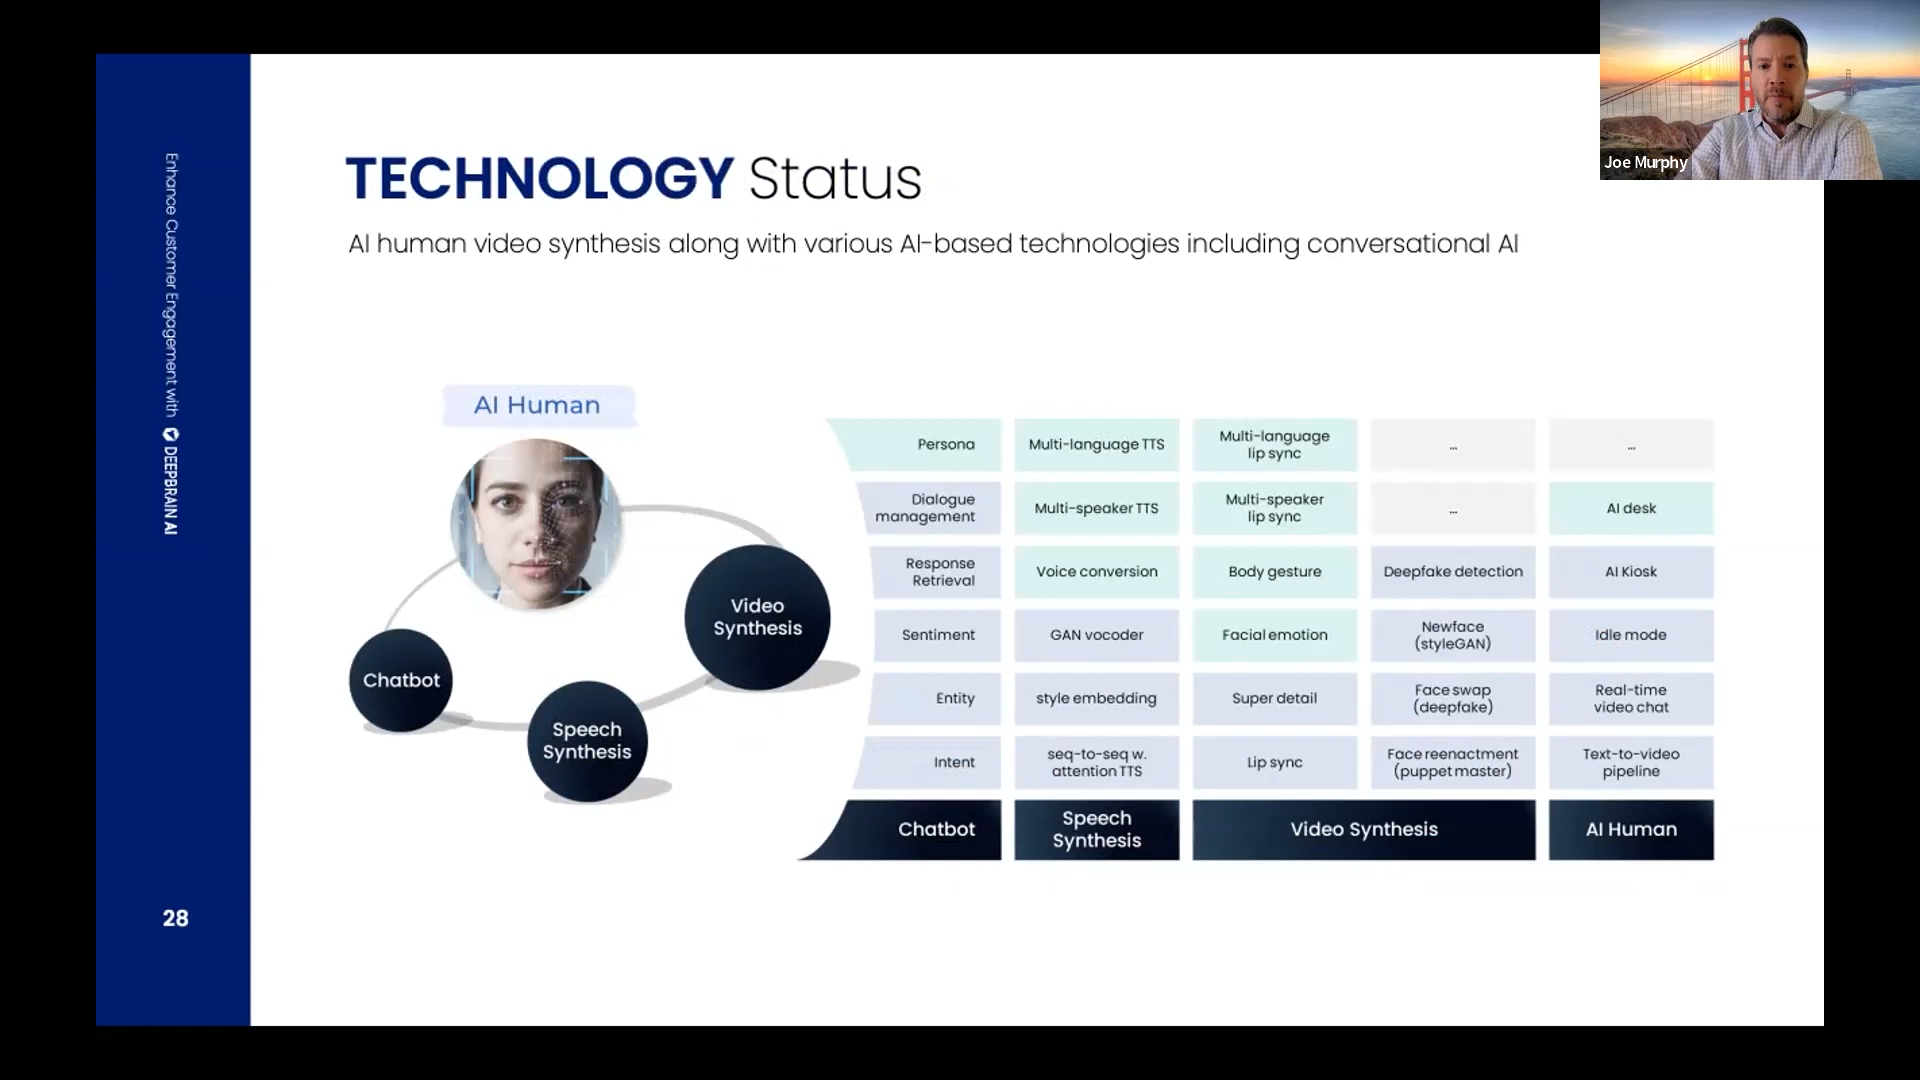 Joe Murphy
Enhance Customer Engagement with DEEPBRAIN AI
28
TECHNOLOGY Status
AI human video synthesis along with various AI-based technologies including conversational AI
AI Human
Chatbot
Speech
Synthesis
Video
Synthesis
Persona
Multi-language TTS
Multi-language
lip sync
...
...
Dialogue
management
Multi-speaker TTS
Multi-speaker
lip sync
...
AI desk
Response
Retrieval
Voice conversion
Body gesture
Deepfake detection
AI Kiosk
Sentiment
GAN vocoder
Facial emotion
Newface
(styleGAN)
Idle mode
Entity
style embedding
Super detail
Face swap
(deepfake)
Real-time
video chat
Intent
seq-to-seq w.
attention TTS
Lip sync
Face reenactment
(puppet master)
Text-to-video
pipeline
Chatbot
Speech
Synthesis
Video Synthesis
AI Human